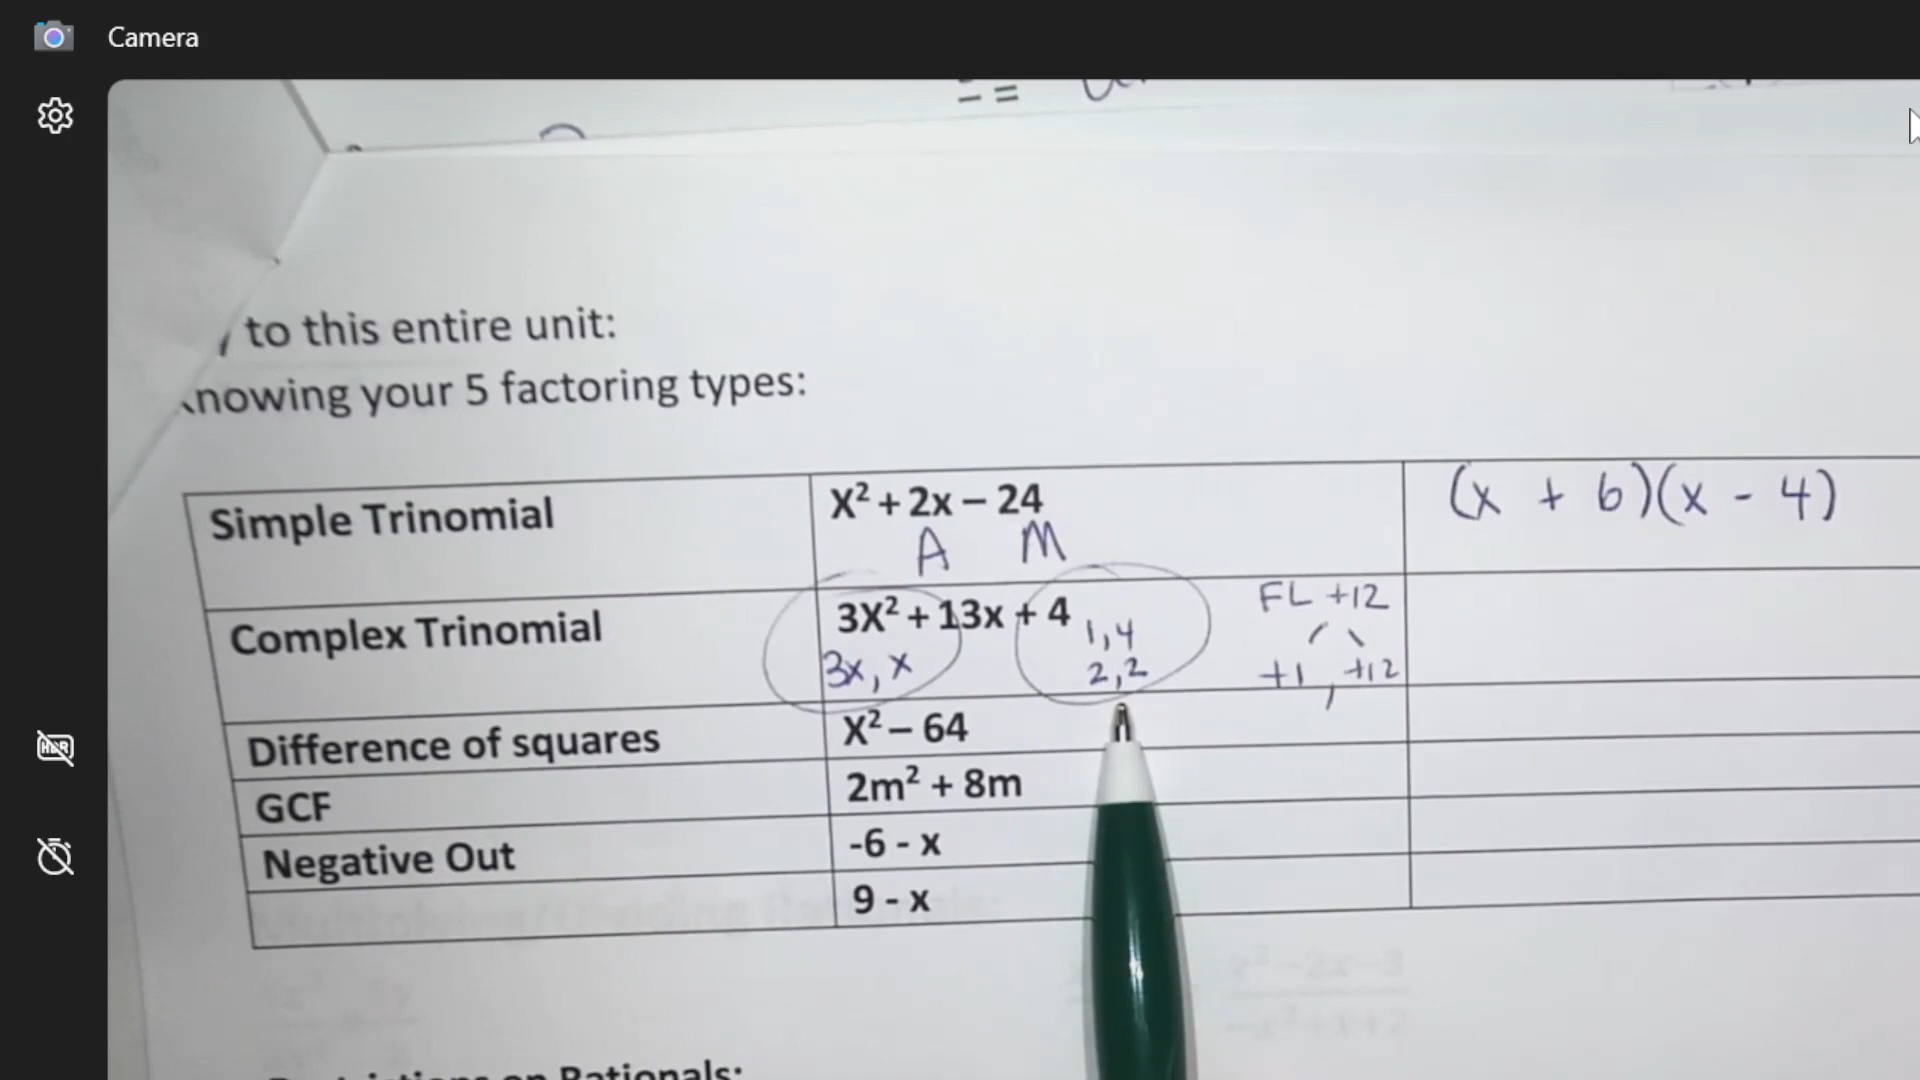 Camera
to this entire unit:
knowing your 5 factoring types:
Simple Trinomial
X² + 2x – 24
A M
(x + 6)(x - 4)
Complex Trinomial
3X² + 13x + 4
3x, x
1,4
2,2
FL +12
+1, +12
Difference of squares
X² – 64
GCF
2m² + 8m
Negative Out
-6 - x
9 - x
Rationals: